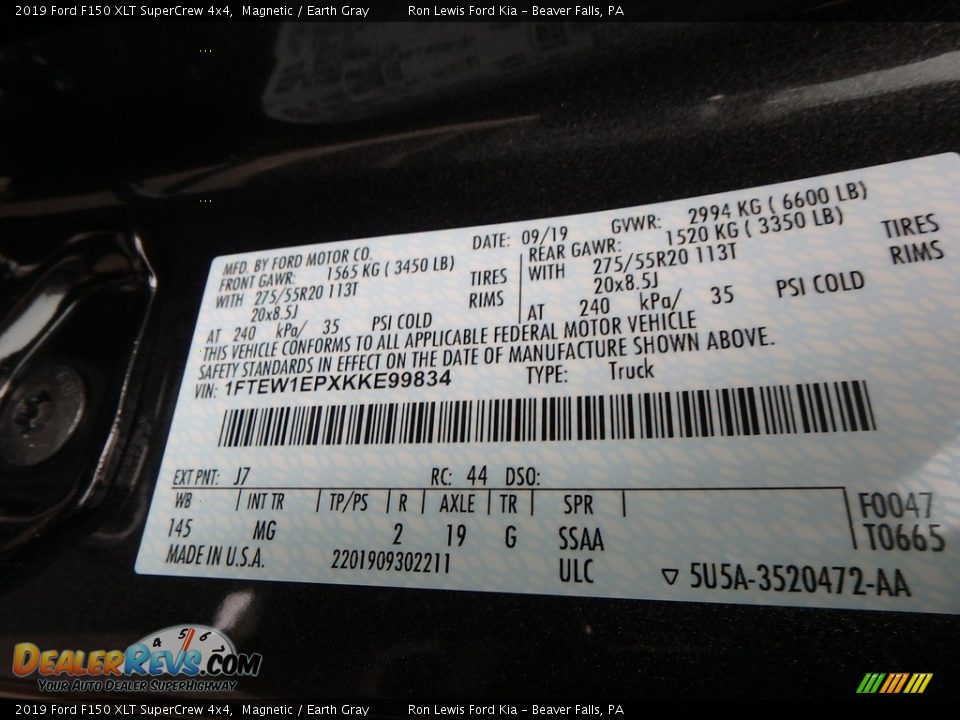 2019 Ford F150 XLT SuperCrew 4x4, Magnetic / Earth Gray Ron Lewis Ford Kia - Beaver Falls, PA
MFD. BY FORD MOTOR CO. DATE: 09/19 GVWR: 2994 KG ( 6600 LB)
FRONT GAWR: 1565 KG ( 3450 LB) REAR GAWR: 1520 KG ( 3350 LB)
WITH 275/55R20 113T TIRES WITH 275/55R20 113T TIRES
20x8.5J RIMS 20x8.5J RIMS
AT 240 kPa/ 35 PSI COLD AT 240 kPa/ 35 PSI COLD
THIS VEHICLE CONFORMS TO ALL APPLICABLE FEDERAL MOTOR VEHICLE
SAFETY STANDARDS IN EFFECT ON THE DATE OF MANUFACTURE SHOWN ABOVE.
VIN: 1FTEW1EPXKKE99834 TYPE: Truck
EXT PNT: J7 RC: 44 DSO:
WB INT TR TP/PS R AXLE TR SPR F0047
145 MG 2 19 G SSAA T0665
MADE IN U.S.A. 2201909302211 ULC 5U5A-3520472-AA
4 5 6
DEALERREVS.COM
YOUR AUTO DEALER SUPERHIGHWAY
2019 Ford F150 XLT SuperCrew 4x4, Magnetic / Earth Gray Ron Lewis Ford Kia - Beaver Falls, PA